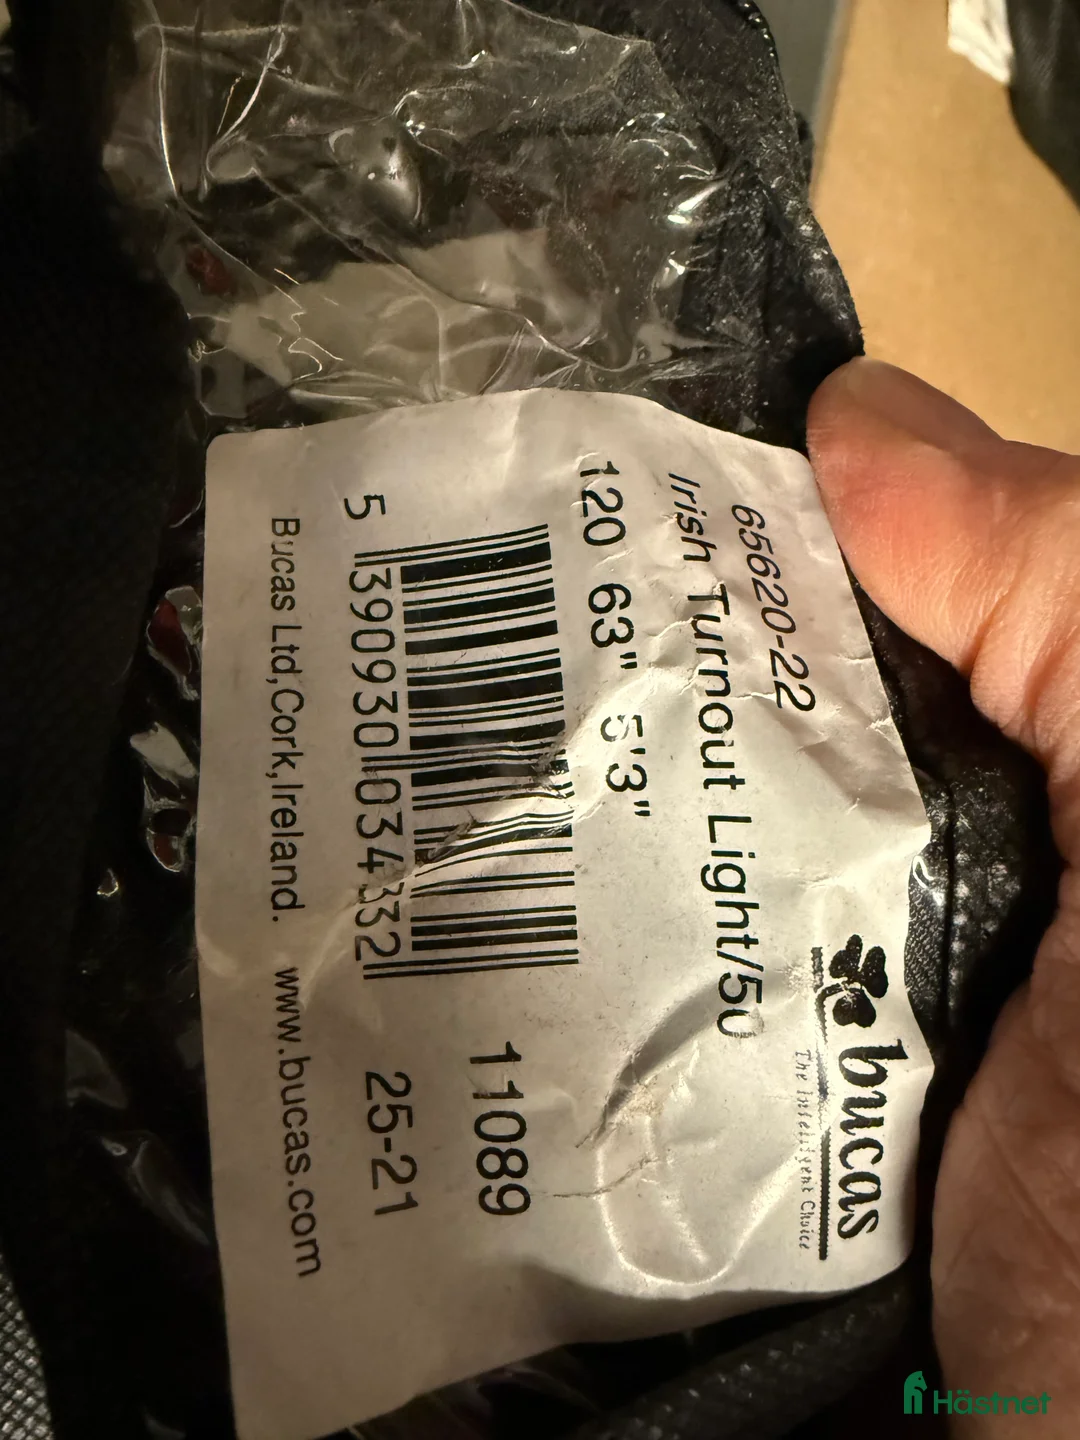 bucas
The Intelligent Choice
65620-22
Irish Turnout Light/50
120 63" 5'3"
5 390930 034332
11089
25-21
Bucas Ltd,Cork,Ireland. www.bucas.com
Hästnet